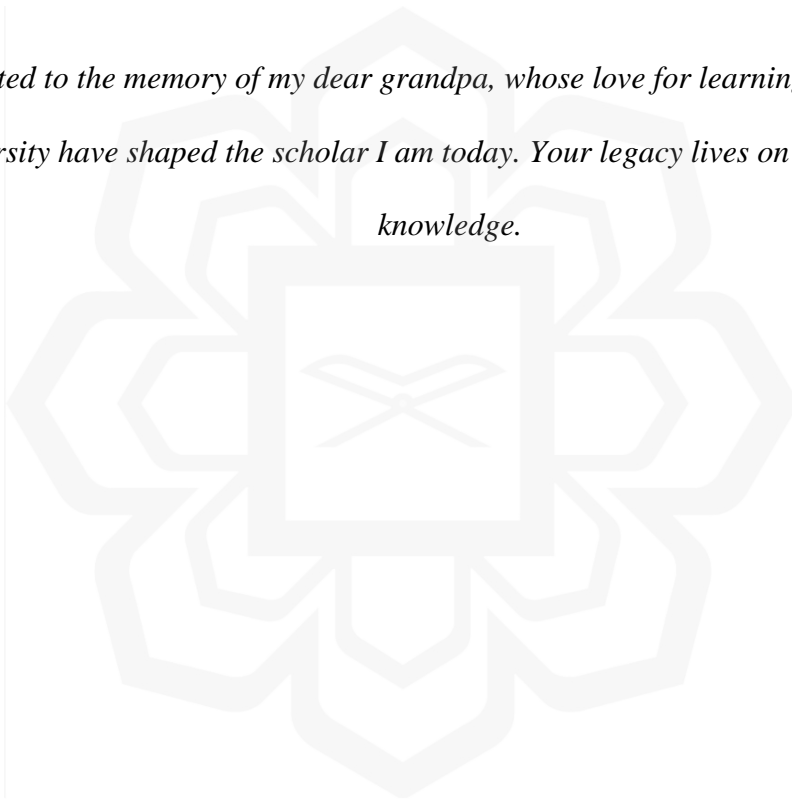 ted to the memory of my dear grandpa, whose love for learnin
rsity have shaped the scholar I am today. Your legacy lives on
knowledge.